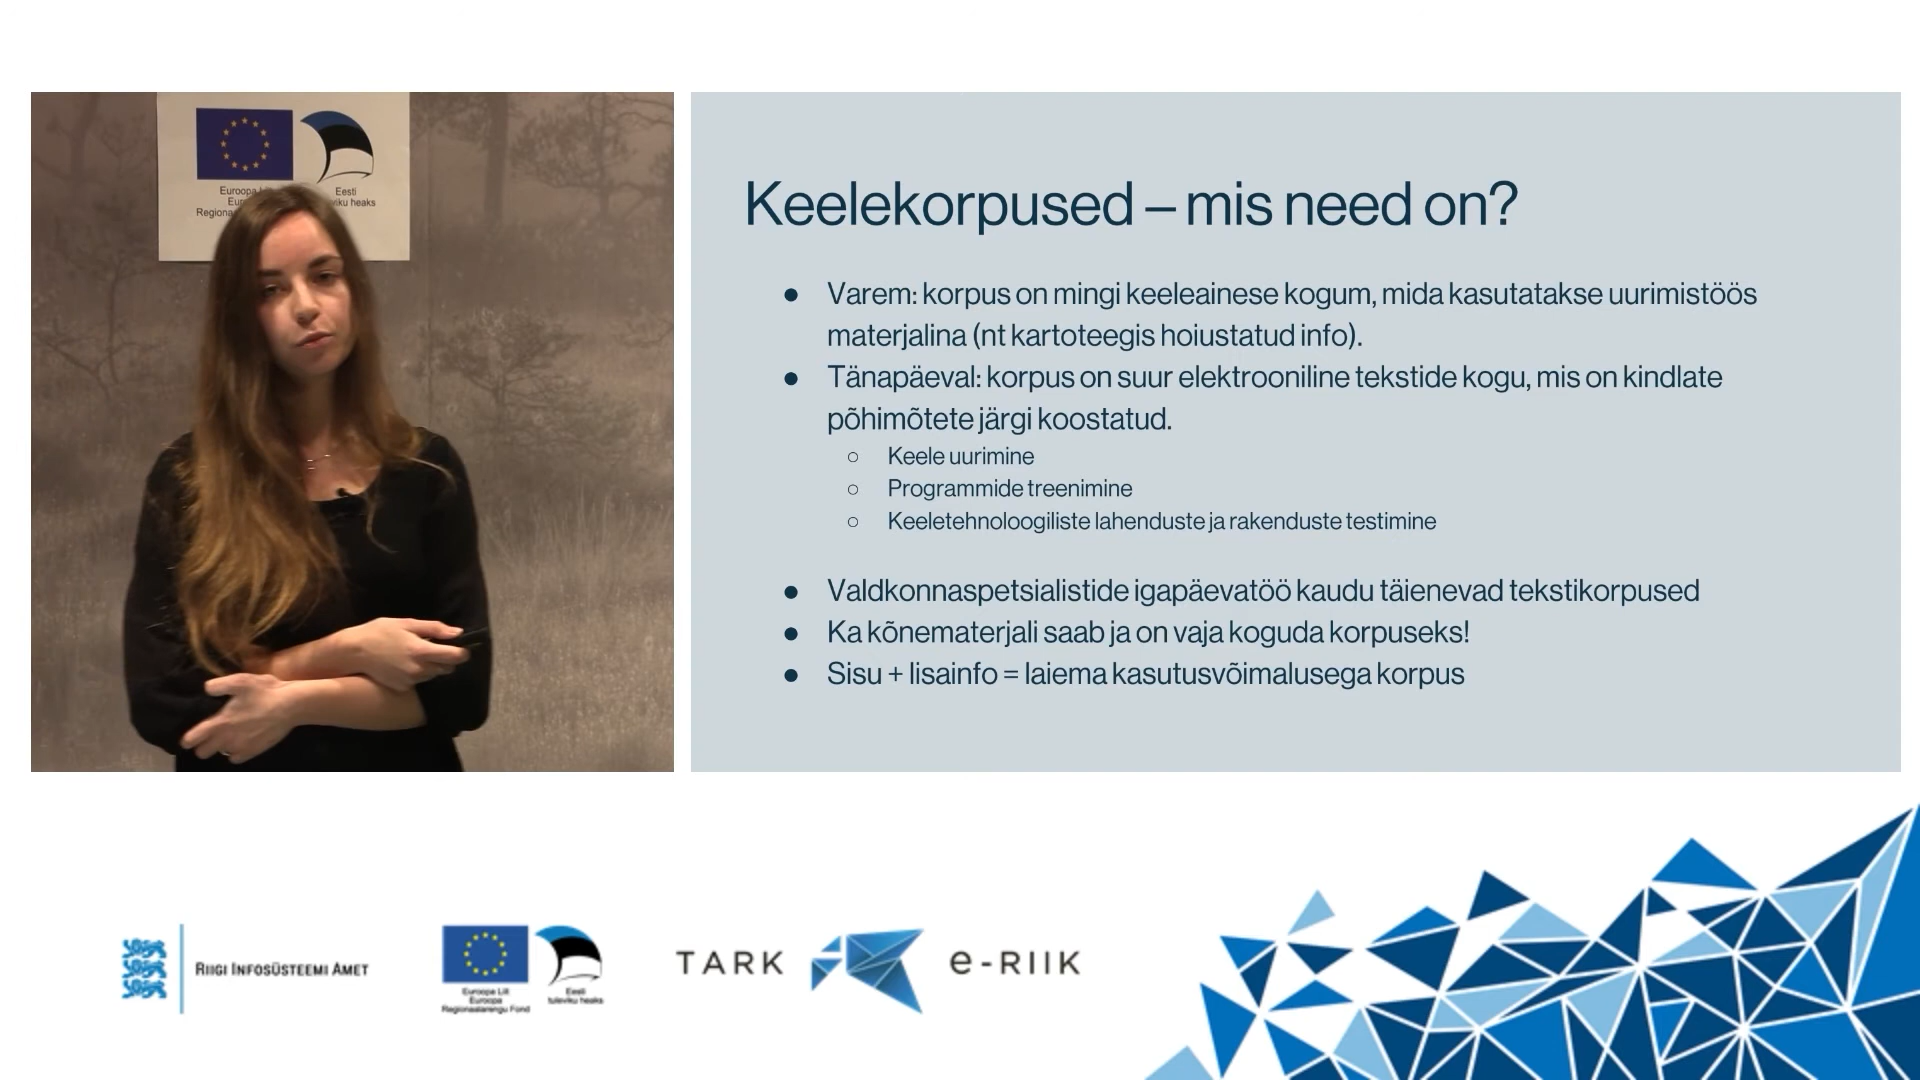 Euroopa
Eesti
Regiona
viku heaks
Keelekorpused – mis need on?
● Varem: korpus on mingi keeleainese kogum, mida kasutatakse uurimistöös
materjalina (nt kartoteegis hoiustatud info).
● Tänapäeval: korpus on suur elektrooniline tekstide kogu, mis on kindlate
põhimõtete järgi koostatud.
○ Keele uurimine
○ Programmide treenimine
○ Keeletehnoloogiliste lahenduste ja rakenduste testimine
● Valdkonnaspetsialistide igapäevatöö kaudu täienevad tekstikorpused
● Ka kõnematerjali saab ja on vaja koguda korpuseks!
● Sisu + lisainfo = laiema kasutusvõimalusega korpus
RIIGI INFOSÜSTEEMI AMET
Euroopa Liit
Euroopa
Regionaalarengu Fond
Eesti
tuleviku heaks
TARK e-RIIK